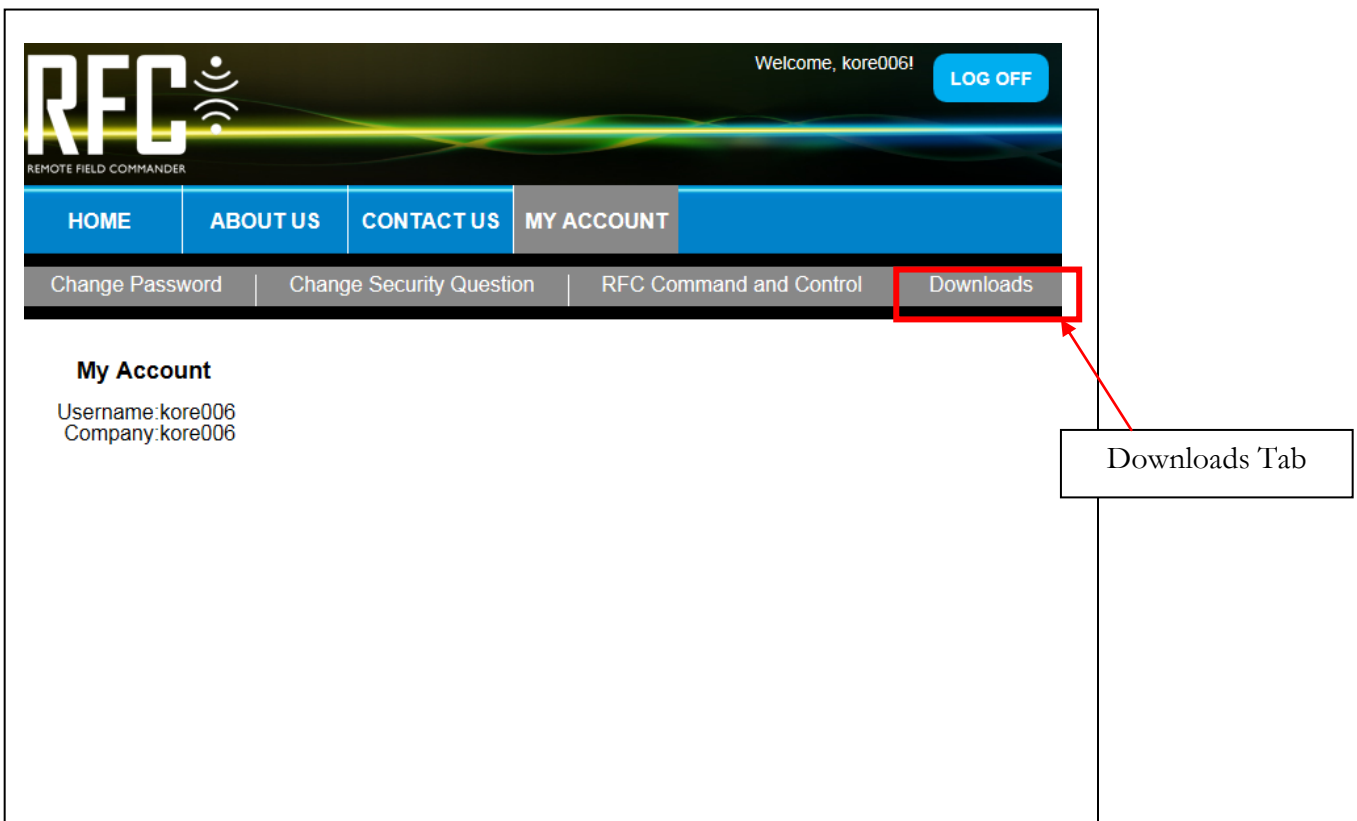 RFC
REMOTE FIELD COMMANDER
Welcome, kore006!
LOG OFF
HOME ABOUT US CONTACT US MY ACCOUNT
Change Password Change Security Question RFC Command and Control Downloads
My Account
Username:kore006
Company:kore006
Downloads Tab